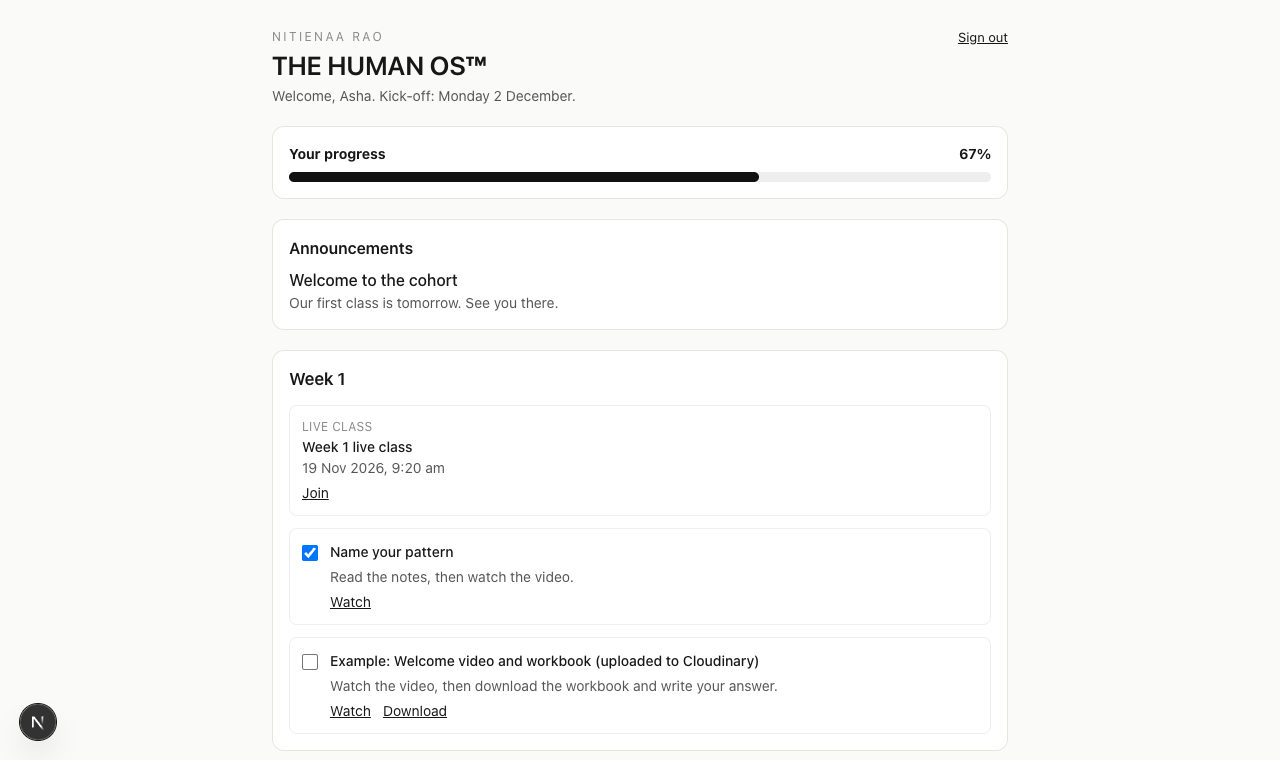 NITIENAA RAO
Sign out
THE HUMAN OS™
Welcome, Asha. Kick-off: Monday 2 December.
Your progress
67%
Announcements
Welcome to the cohort
Our first class is tomorrow. See you there.
Week 1
LIVE CLASS
Week 1 live class
19 Nov 2026, 9:20 am
Join
Name your pattern
Read the notes, then watch the video.
Watch
Example: Welcome video and workbook (uploaded to Cloudinary)
Watch the video, then download the workbook and write your answer.
Watch Download
N